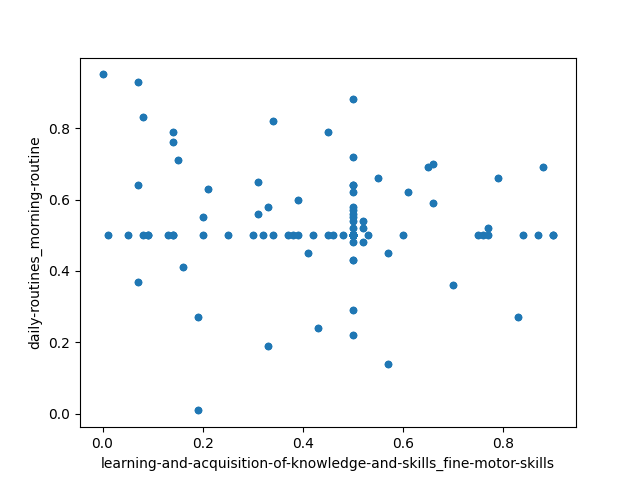 0.8
0.6
0.4
0.2
0.0
daily-routines_morning-routine
0.0 0.2 0.4 0.6 0.8
learning-and-acquisition-of-knowledge-and-skills_fine-motor-skills